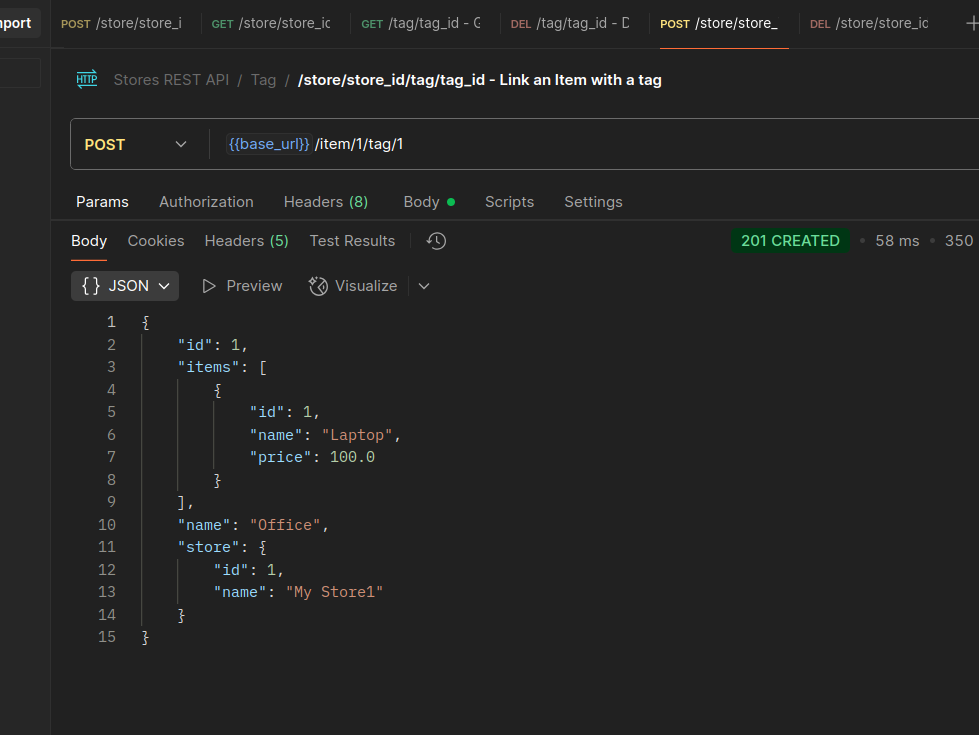 mport POST /store/store_i GET /store/store_ic GET /tag/tag_id - G DEL /tag/tag_id - D POST /store/store_ DEL /store/store_ic
HTTP Stores REST API / Tag / /store/store_id/tag/tag_id - Link an Item with a tag
POST {{base_url}} /item/1/tag/1
Params Authorization Headers (8) Body Scripts Settings
Body Cookies Headers (5) Test Results 201 CREATED • 58 ms • 350
{} JSON Preview Visualize
1 {
2 "id": 1,
3 "items": [
4 {
5 "id": 1,
6 "name": "Laptop",
7 "price": 100.0
8 }
9 ],
10 "name": "Office",
11 "store": {
12 "id": 1,
13 "name": "My Store1"
14 }
15 }